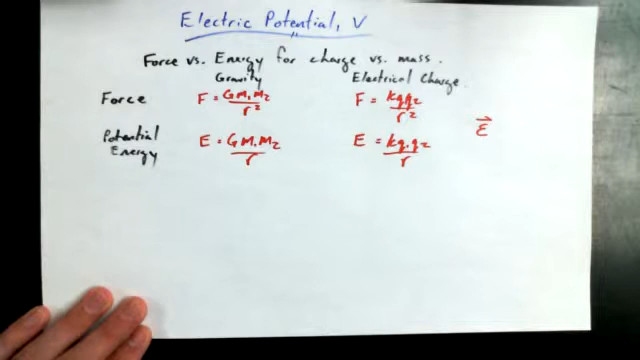 Electric Potential, V
Force vs. Energy for charge vs. mass.
Gravity Electrical Charge
Force F = GM₁M₂/r² F = kq₁q₂/r²
Potential Energy E = GM₁M₂/r E = kq₁q₂/r
ε⃗